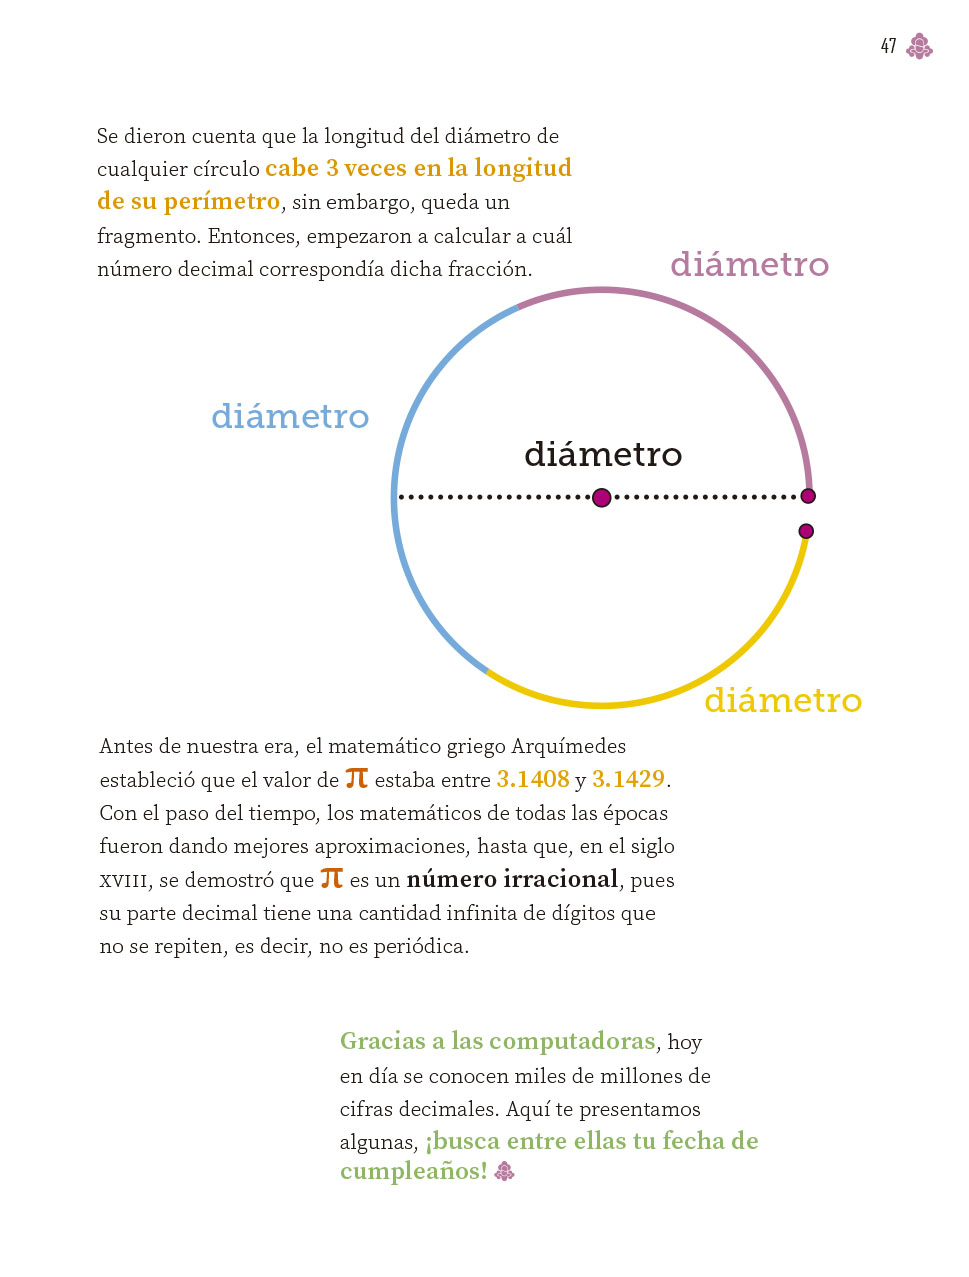 47
Se dieron cuenta que la longitud del diámetro de
cualquier círculo cabe 3 veces en la longitud
de su perímetro, sin embargo, queda un
fragmento. Entonces, empezaron a calcular a cuál
número decimal correspondía dicha fracción.
diámetro
diámetro
diámetro
diámetro
Antes de nuestra era, el matemático griego Arquímedes
estableció que el valor de π estaba entre 3.1408 y 3.1429.
Con el paso del tiempo, los matemáticos de todas las épocas
fueron dando mejores aproximaciones, hasta que, en el siglo
XVIII, se demostró que π es un número irracional, pues
su parte decimal tiene una cantidad infinita de dígitos que
no se repiten, es decir, no es periódica.
Gracias a las computadoras, hoy
en día se conocen miles de millones de
cifras decimales. Aquí te presentamos
algunas, ¡busca entre ellas tu fecha de
cumpleaños!